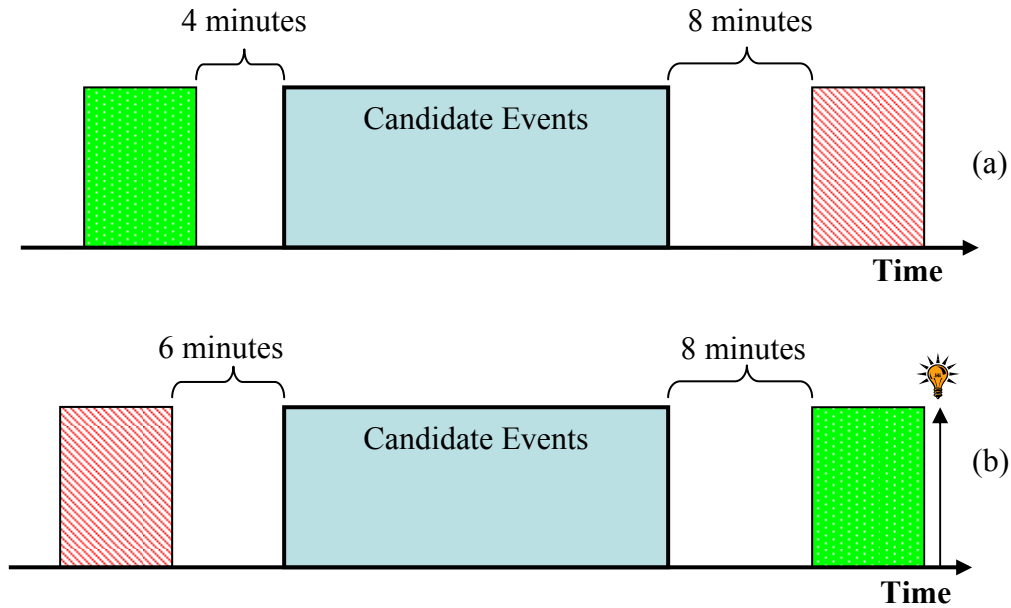 4 minutes
8 minutes
Candidate Events
(a)
Time
6 minutes
8 minutes
Candidate Events
(b)
Time